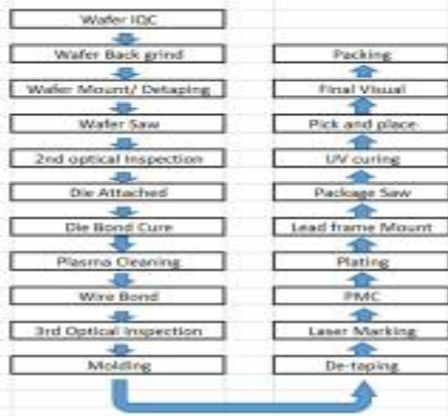 Wafer IQC
Wafer Back grind
Wafer Mount/ Detaping
Wafer Saw
2nd optical Inspection
Die Attached
Die Bond Cure
Plasma Cleaning
Wire Bond
3rd Optical Inspection
Molding
De-taping
Laser Marking
PMC
Plating
Lead frame Mount
Package Saw
UV curing
Pick and place
Final Visual
Packing